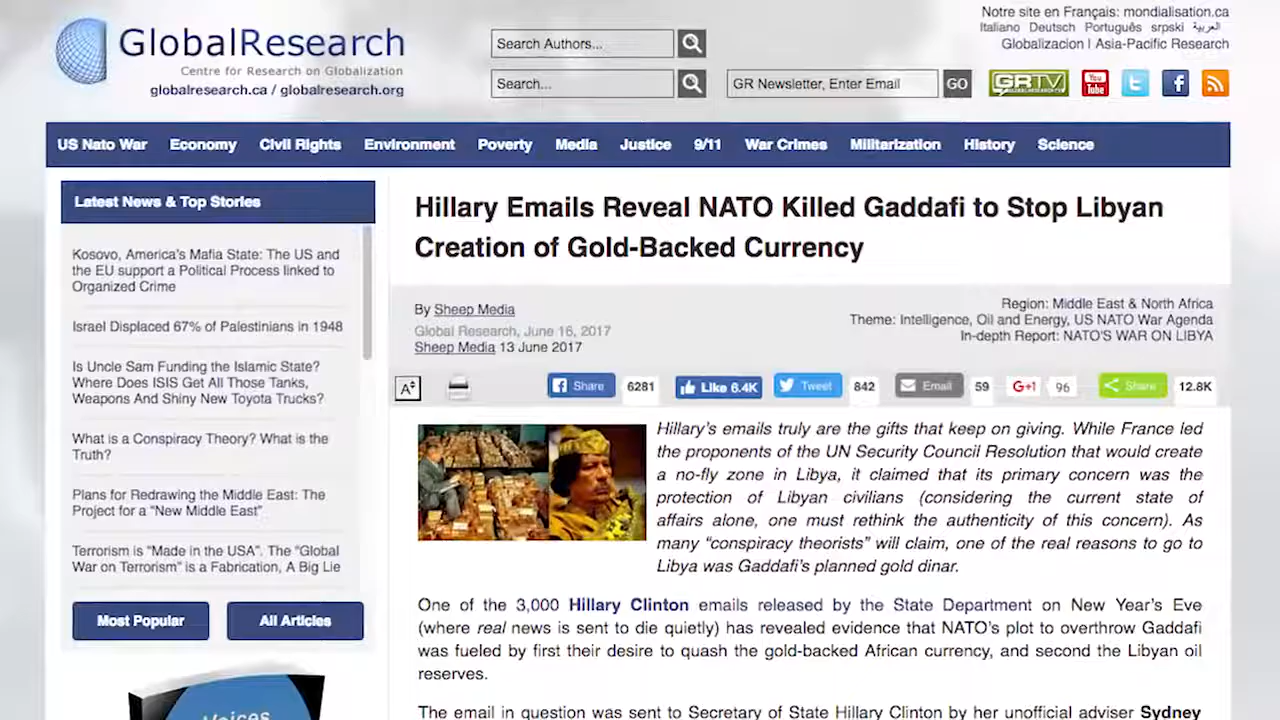 GlobalResearch
Centre for Research on Globalization
globalresearch.ca / globalresearch.org
Search Authors...
Search...
GR Newsletter, Enter Email
GO
Notre site en Français: mondialisation.ca
Italiano Deutsch Português srpski العربية
Globalizacion | Asia-Pacific Research
GRTV
You
Tube
US Nato War Economy Civil Rights Environment Poverty Media Justice 9/11 War Crimes Militarization History Science
Latest News & Top Stories
Kosovo, America's Mafia State: The US and
the EU support a Political Process linked to
Organized Crime
Israel Displaced 67% of Palestinians in 1948
Is Uncle Sam Funding the Islamic State?
Where Does ISIS Get All Those Tanks,
Weapons And Shiny New Toyota Trucks?
What is a Conspiracy Theory? What is the
Truth?
Plans for Redrawing the Middle East: The
Project for a "New Middle East"
Terrorism is "Made in the USA". The "Global
War on Terrorism" is a Fabrication, A Big Lie
Most Popular
All Articles
Voices
Hillary Emails Reveal NATO Killed Gaddafi to Stop Libyan
Creation of Gold-Backed Currency
By Sheep Media
Global Research, June 16, 2017
Sheep Media 13 June 2017
Region: Middle East & North Africa
Theme: Intelligence, Oil and Energy, US NATO War Agenda
In-depth Report: NATO'S WAR ON LIBYA
A Share 6281 Like 6.4K Tweet 842 Email 59 G+1 96 Share 12.8K
Hillary's emails truly are the gifts that keep on giving. While France led
the proponents of the UN Security Council Resolution that would create
a no-fly zone in Libya, it claimed that its primary concern was the
protection of Libyan civilians (considering the current state of
affairs alone, one must rethink the authenticity of this concern). As
many "conspiracy theorists" will claim, one of the real reasons to go to
Libya was Gaddafi's planned gold dinar.
One of the 3,000 Hillary Clinton emails released by the State Department on New Year's Eve
(where real news is sent to die quietly) has revealed evidence that NATO's plot to overthrow Gaddafi
was fueled by first their desire to quash the gold-backed African currency, and second the Libyan oil
reserves.
The email in question was sent to Secretary of State Hillary Clinton by her unofficial adviser Sydney